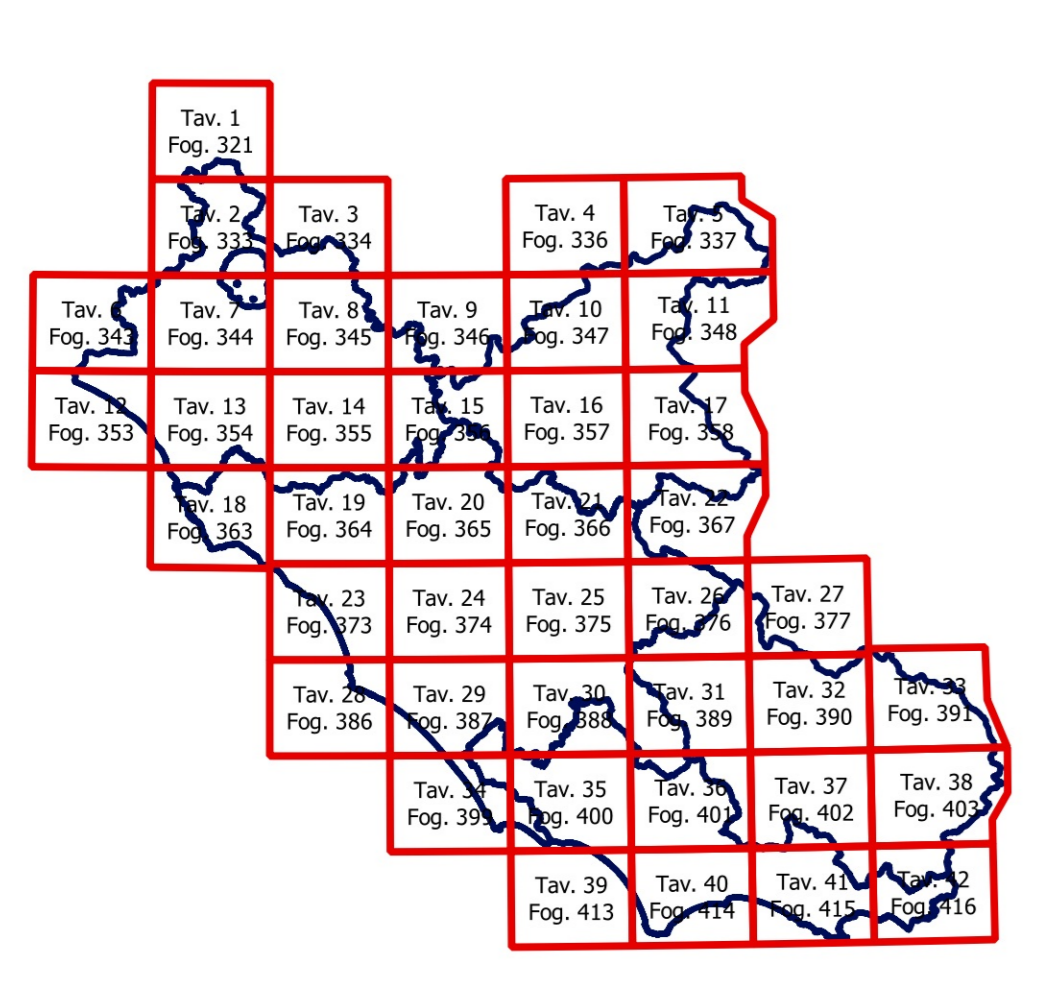 Tav. 1
Fog. 321
Tav. 2
Fog. 333
Tav. 3
Fog. 334
Tav. 4
Fog. 336
Tav. 5
Fog. 337
Tav. 6
Fog. 343
Tav. 7
Fog. 344
Tav. 8
Fog. 345
Tav. 9
Fog. 346
Tav. 10
Fog. 347
Tav. 11
Fog. 348
Tav. 12
Fog. 353
Tav. 13
Fog. 354
Tav. 14
Fog. 355
Tav. 15
Fog. 356
Tav. 16
Fog. 357
Tav. 17
Fog. 358
Tav. 18
Fog. 363
Tav. 19
Fog. 364
Tav. 20
Fog. 365
Tav. 21
Fog. 366
Tav. 22
Fog. 367
Tav. 23
Fog. 373
Tav. 24
Fog. 374
Tav. 25
Fog. 375
Tav. 26
Fog. 376
Tav. 27
Fog. 377
Tav. 28
Fog. 386
Tav. 29
Fog. 387
Tav. 30
Fog. 388
Tav. 31
Fog. 389
Tav. 32
Fog. 390
Tav. 33
Fog. 391
Tav. 34
Fog. 399
Tav. 35
Fog. 400
Tav. 36
Fog. 401
Tav. 37
Fog. 402
Tav. 38
Fog. 403
Tav. 39
Fog. 413
Tav. 40
Fog. 414
Tav. 41
Fog. 415
Tav. 42
Fog. 416